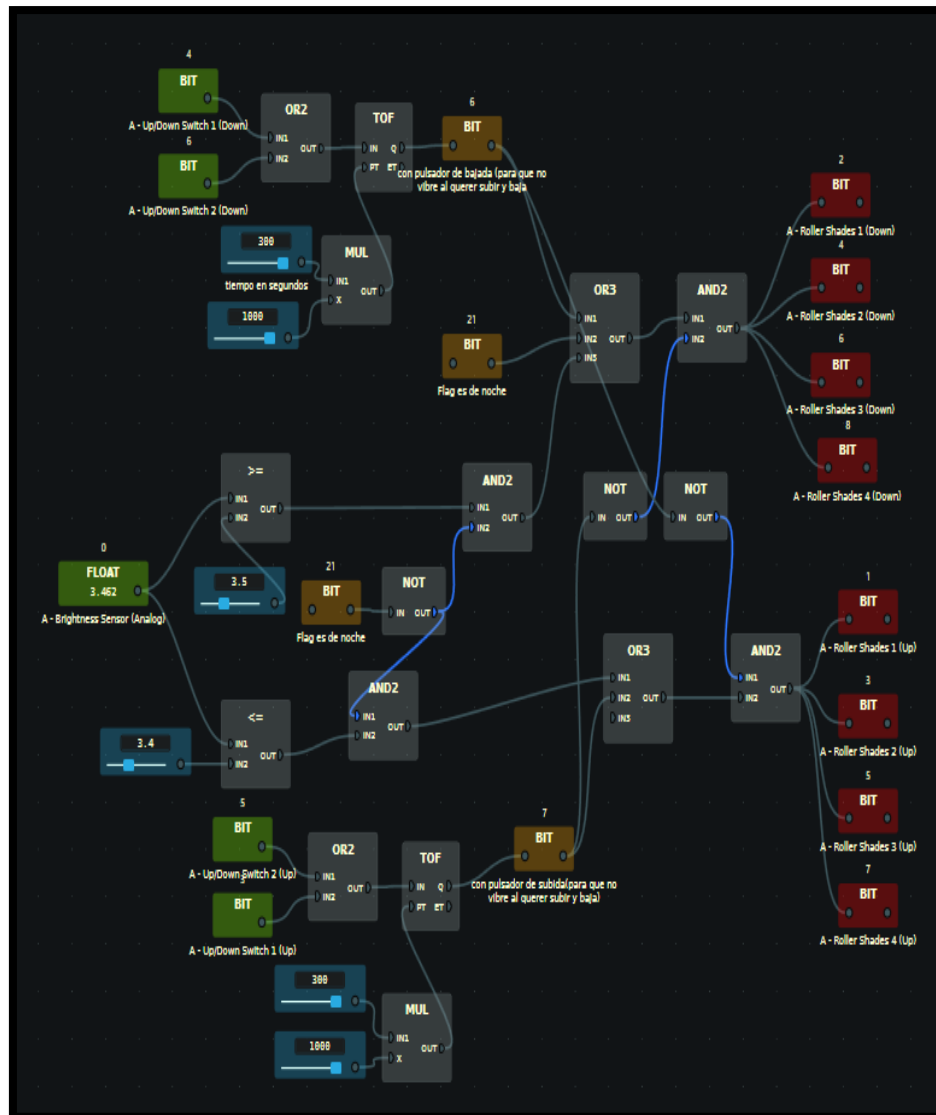 4
BIT
A - Up/Down Switch 1 (Down)
6
BIT
A - Up/Down Switch 2 (Down)
OR2
IN1
OUT
IN2
TOF
IN Q
PT ET
6
BIT
con pulsador de bajada (para que no
vibre al querer subir y baja
300
tiempo en segundos
1000
MUL
IN1
OUT
X
21
BIT
Flag es de noche
OR3
IN1
IN2 OUT
IN3
AND2
IN1
OUT
IN2
2
BIT
A - Roller Shades 1 (Down)
4
BIT
A - Roller Shades 2 (Down)
6
BIT
A - Roller Shades 3 (Down)
8
BIT
A - Roller Shades 4 (Down)
>=
IN1
OUT
IN2
AND2
IN1
OUT
IN2
NOT
IN OUT
NOT
IN OUT
0
FLOAT
3.462
A - Brightness Sensor (Analog)
3.5
21
BIT
Flag es de noche
NOT
IN OUT
AND2
IN1
OUT
IN2
<=
IN1
OUT
IN2
3.4
OR3
IN1
IN2 OUT
IN3
AND2
IN1
OUT
IN2
1
BIT
A - Roller Shades 1 (Up)
3
BIT
A - Roller Shades 2 (Up)
5
BIT
A - Roller Shades 3 (Up)
7
BIT
A - Roller Shades 4 (Up)
5
BIT
A - Up/Down Switch 2 (Up)
BIT
A - Up/Down Switch 1 (Up)
OR2
IN1
OUT
IN2
TOF
IN Q
PT ET
7
BIT
con pulsador de subida(para que no
vibre al querer subir y baja)
300
1000
MUL
IN1
OUT
X